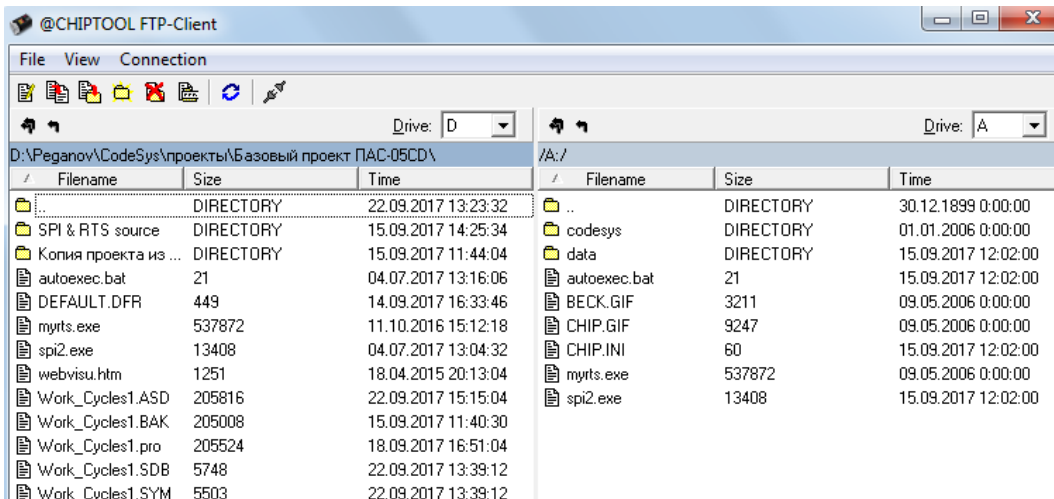 @CHIPTOOL FTP-Client
File View Connection
Drive: D
D:\Peganov\CodeSys\проекты\Базовый проект ПАС-05CD\
Filename Size Time
.. DIRECTORY 22.09.2017 13:23:32
SPI & RTS source DIRECTORY 15.09.2017 14:25:34
Копия проекта из ... DIRECTORY 15.09.2017 11:44:04
autoexec.bat 21 04.07.2017 13:16:06
DEFAULT.DFR 449 14.09.2017 16:33:46
myrts.exe 537872 11.10.2016 15:12:18
spi2.exe 13408 04.07.2017 13:04:32
webvisu.htm 1251 18.04.2015 20:13:04
Work_Cycles1.ASD 205816 22.09.2017 15:15:04
Work_Cycles1.BAK 205008 15.09.2017 11:40:30
Work_Cycles1.pro 205524 18.09.2017 16:51:04
Work_Cycles1.SDB 5748 22.09.2017 13:39:12
Work_Cycles1.SYM 5503 22.09.2017 13:39:12
Drive: A
/A:/
Filename Size Time
.. DIRECTORY 30.12.1899 0:00:00
codesys DIRECTORY 01.01.2006 0:00:00
data DIRECTORY 15.09.2017 12:02:00
autoexec.bat 21 15.09.2017 12:02:00
BECK.GIF 3211 09.05.2006 0:00:00
CHIP.GIF 9247 09.05.2006 0:00:00
CHIP.INI 60 15.09.2017 12:02:00
myrts.exe 537872 09.05.2006 0:00:00
spi2.exe 13408 15.09.2017 12:02:00